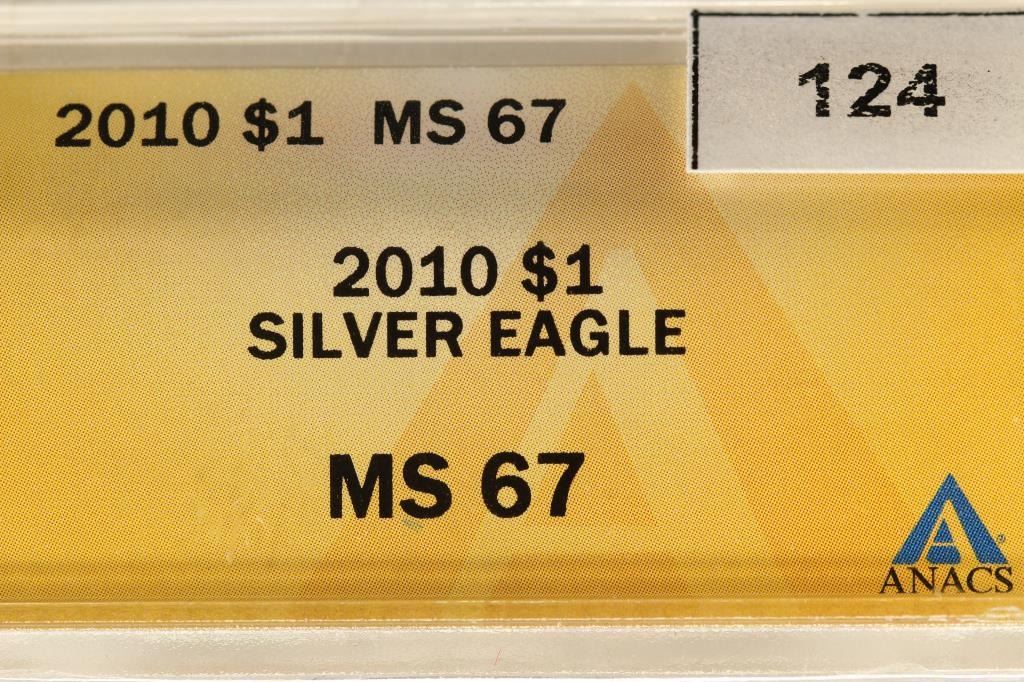 2010 $1 MS 67
124
2010 $1
SILVER EAGLE
MS 67
ANACS